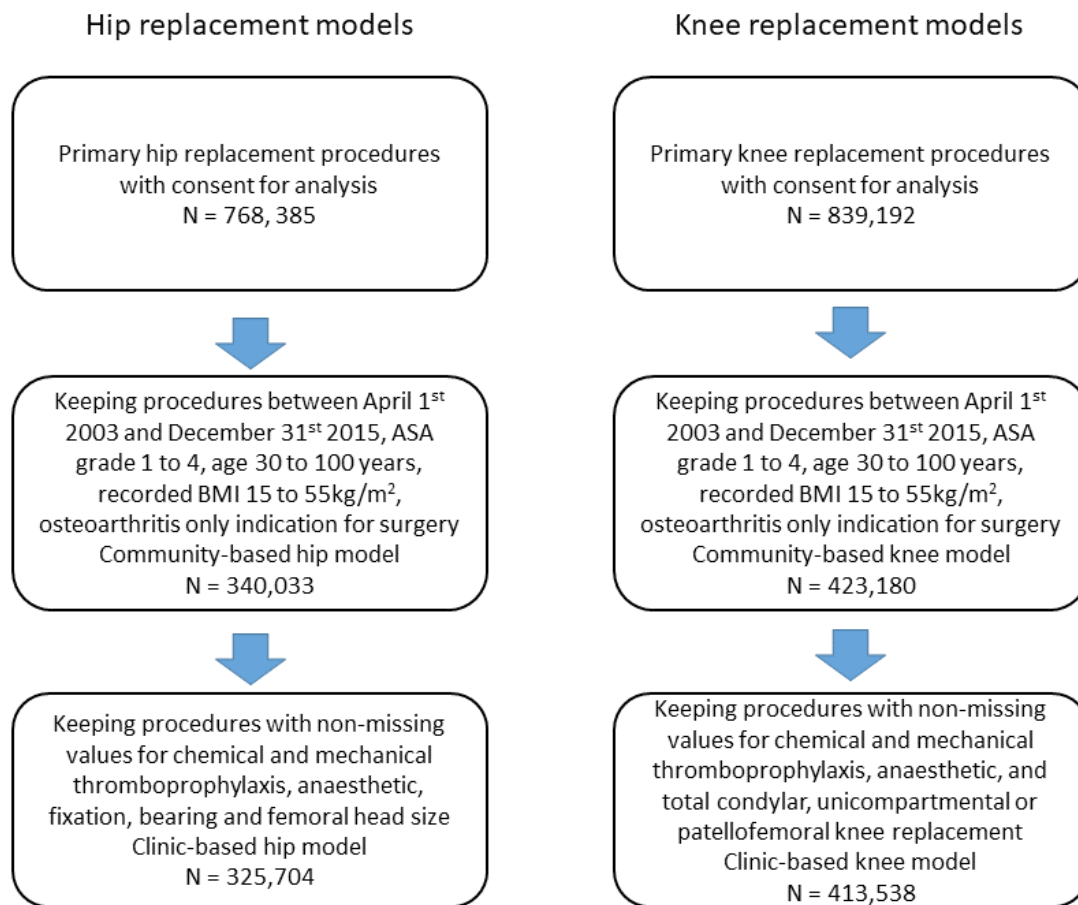 Hip replacement models
Primary hip replacement procedures
with consent for analysis
N = 768, 385
Keeping procedures between April 1st
2003 and December 31st 2015, ASA
grade 1 to 4, age 30 to 100 years,
recorded BMI 15 to 55kg/m²,
osteoarthritis only indication for surgery
Community-based hip model
N = 340,033
Keeping procedures with non-missing
values for chemical and mechanical
thromboprophylaxis, anaesthetic,
fixation, bearing and femoral head size
Clinic-based hip model
N = 325,704
Knee replacement models
Primary knee replacement procedures
with consent for analysis
N = 839,192
Keeping procedures between April 1st
2003 and December 31st 2015, ASA
grade 1 to 4, age 30 to 100 years,
recorded BMI 15 to 55kg/m²,
osteoarthritis only indication for surgery
Community-based knee model
N = 423,180
Keeping procedures with non-missing
values for chemical and mechanical
thromboprophylaxis, anaesthetic, and
total condylar, unicompartmental or
patellofemoral knee replacement
Clinic-based knee model
N = 413,538